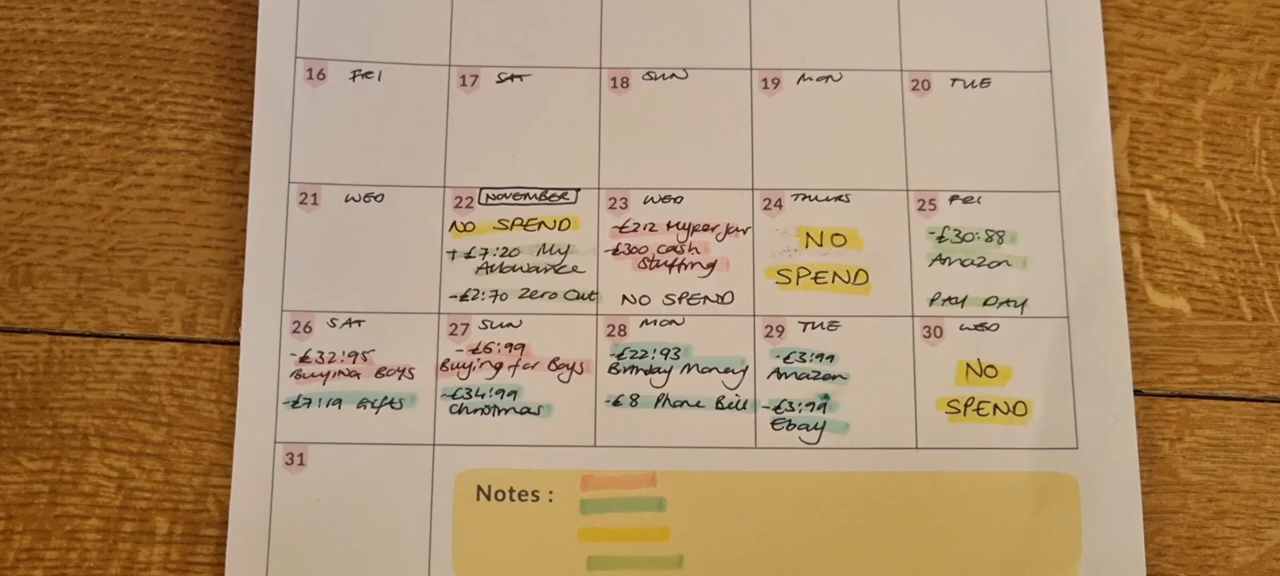 16 FRI
17 SAT
18 SUN
19 MON
20 TUE
21 WED
22 NOVEMBER
NO SPEND
+£7:20 My
Allowance
-£2:70 Zero Out
23 WED
-£212 HyperJar
-£300 cash
Stuffing
NO SPEND
24 THURS
NO
SPEND
25 FRI
-£30:88
Amazon
PAY DAY
26 SAT
-£32:95
BUYING BOYS
-£7:19 Gifts
27 SUN
-£6:99
Buying for Boys
-£34:99
Christmas
28 MON
-£22:93
Birthday Money
-£8 Phone Bill
29 TUE
-£3:99
Amazon
-£3:99
Ebay
30 WED
NO
SPEND
31
Notes :